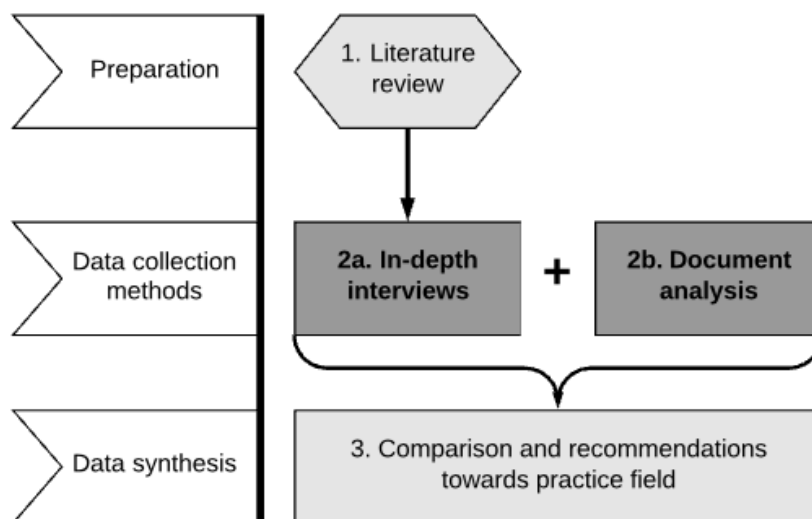 Preparation
1. Literature
review
Data collection
methods
2a. In-depth
interviews
+
2b. Document
analysis
Data synthesis
3. Comparison and recommendations
towards practice field